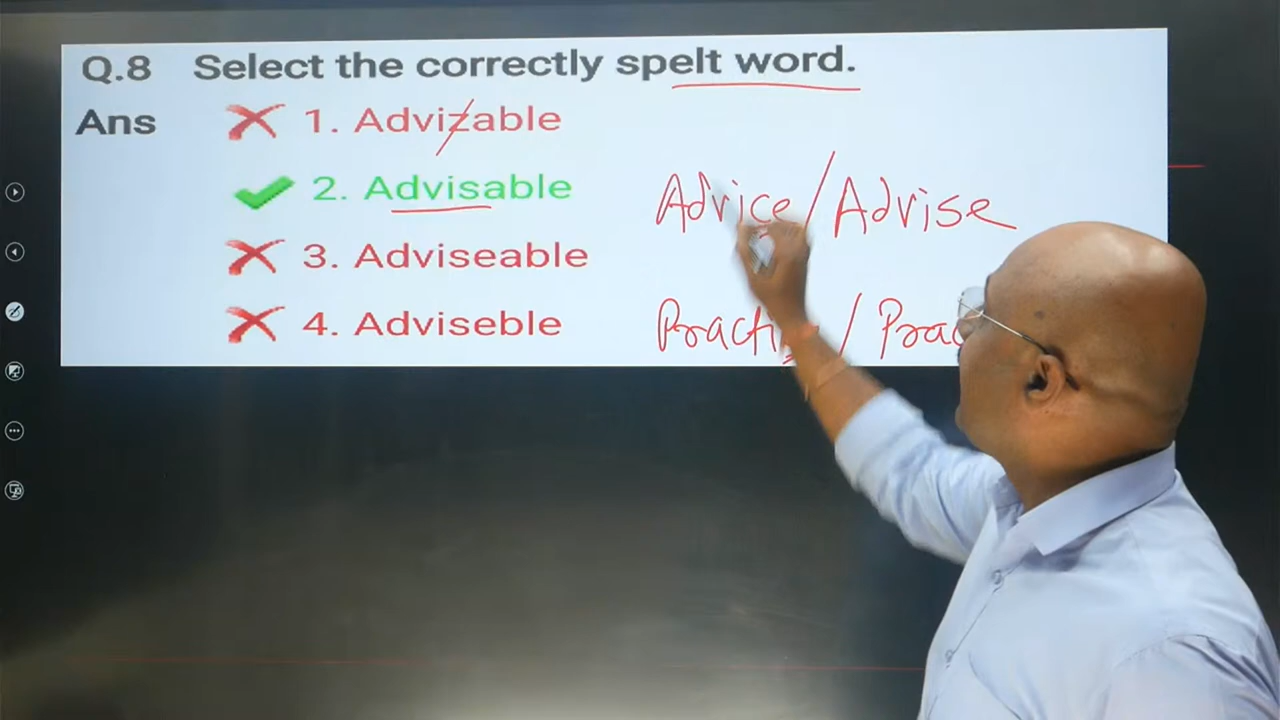 Q.8 Select the correctly spelt word.
Ans 1. Advizable
2. Advisable
3. Adviseable
4. Adviseble
Advice/Advise